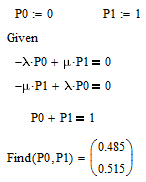 P0 := 0 P1 := 1
Given
-λ·P0 + μ·P1 = 0
-μ·P1 + λ·P0 = 0
P0 + P1 = 1
Find(P0,P1) = (0.485
0.515)